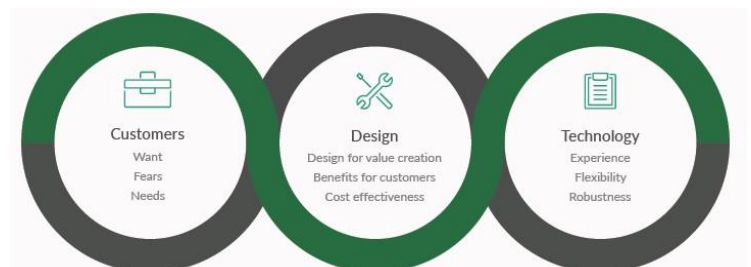 Customers
Want
Fears
Needs
Design
Design for value creation
Benefits for customers
Cost effectiveness
Technology
Experience
Flexibility
Robustness